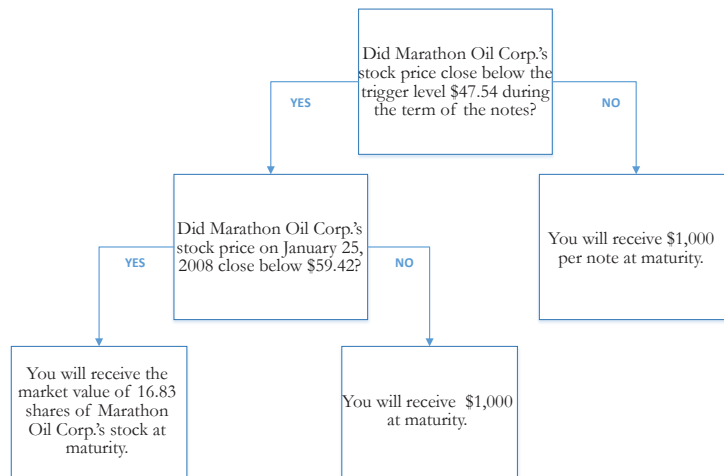 Did Marathon Oil Corp.'s
stock price close below the
trigger level $47.54 during
the term of the notes?
YES
NO
Did Marathon Oil Corp.'s
stock price on January 25,
2008 close below $59.42?
You will receive $1,000
per note at maturity.
YES
NO
You will receive the
market value of 16.83
shares of Marathon
Oil Corp.'s stock at
maturity.
You will receive $1,000
at maturity.